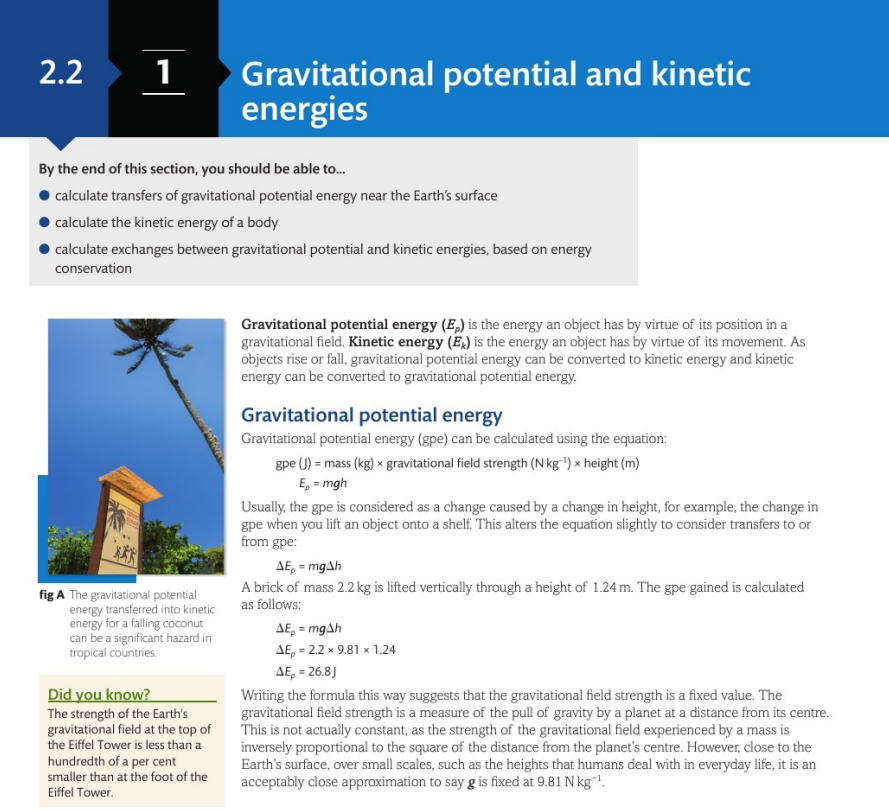 2.2
1
Gravitational potential and kinetic
energies
By the end of this section, you should be able to...
● calculate transfers of gravitational potential energy near the Earth's surface
● calculate the kinetic energy of a body
● calculate exchanges between gravitational potential and kinetic energies, based on energy
conservation
fig A The gravitational potential
energy transferred into kinetic
energy for a falling coconut
can be a significant hazard in
tropical countries.
Did you know?
The strength of the Earth's
gravitational field at the top of
the Eiffel Tower is less than a
hundredth of a per cent
smaller than at the foot of the
Eiffel Tower.
Gravitational potential energy (Eₚ) is the energy an object has by virtue of its position in a
gravitational field. Kinetic energy (Eₖ) is the energy an object has by virtue of its movement. As
objects rise or fall, gravitational potential energy can be converted to kinetic energy and kinetic
energy can be converted to gravitational potential energy.
Gravitational potential energy
Gravitational potential energy (gpe) can be calculated using the equation:
gpe (J) = mass (kg) × gravitational field strength (N kg⁻¹) × height (m)
Eₚ = mgh
Usually, the gpe is considered as a change caused by a change in height, for example, the change in
gpe when you lift an object onto a shelf. This alters the equation slightly to consider transfers to or
from gpe:
ΔEₚ = mgΔh
A brick of mass 2.2 kg is lifted vertically through a height of 1.24 m. The gpe gained is calculated
as follows:
ΔEₚ = mgΔh
ΔEₚ = 2.2 × 9.81 × 1.24
ΔEₚ = 26.8 J
Writing the formula this way suggests that the gravitational field strength is a fixed value. The
gravitational field strength is a measure of the pull of gravity by a planet at a distance from its centre.
This is not actually constant, as the strength of the gravitational field experienced by a mass is
inversely proportional to the square of the distance from the planet's centre. However, close to the
Earth's surface, over small scales, such as the heights that humans deal with in everyday life, it is an
acceptably close approximation to say g is fixed at 9.81 N kg⁻¹.